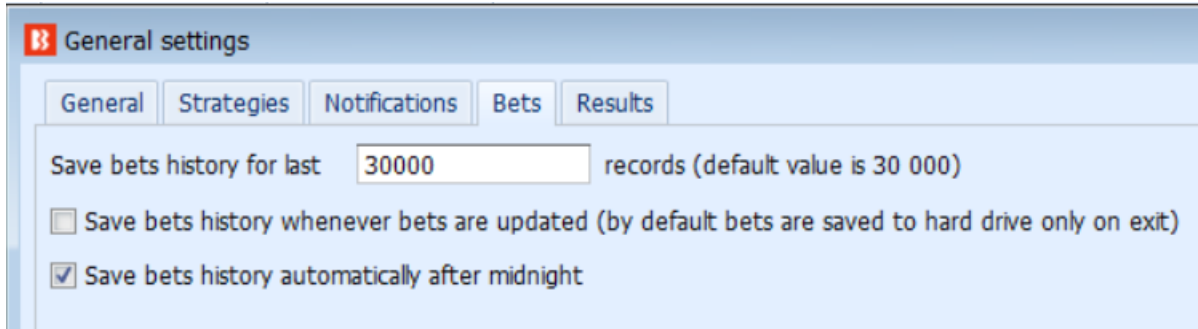 General settings
General Strategies Notifications Bets Results
Save bets history for last 30000 records (default value is 30 000)
Save bets history whenever bets are updated (by default bets are saved to hard drive only on exit)
Save bets history automatically after midnight